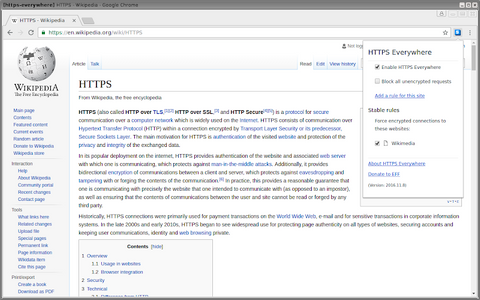 [https-everywhere] HTTPS - Wikipedia - Google Chrome
HTTPS - Wikipedia
https://en.wikipedia.org/wiki/HTTPS
WIKIPEDIA
The Free Encyclopedia
Main page
Contents
Featured content
Current events
Random article
Donate to Wikipedia
Wikipedia store
Interaction
Help
About Wikipedia
Community portal
Recent changes
Contact page
Tools
What links here
Related changes
Upload file
Special pages
Permanent link
Page information
Wikidata item
Cite this page
Print/export
Create a book
Download as PDF
Not log
Article Talk
Read Edit View history
HTTPS
From Wikipedia, the free encyclopedia
HTTPS (also called HTTP over TLS,[1][2] HTTP over SSL,[3] and HTTP Secure[4][5]) is a protocol for secure
communication over a computer network which is widely used on the Internet. HTTPS consists of communication over
Hypertext Transfer Protocol (HTTP) within a connection encrypted by Transport Layer Security or its predecessor,
Secure Sockets Layer. The main motivation for HTTPS is authentication of the visited website and protection of the
privacy and integrity of the exchanged data.
In its popular deployment on the internet, HTTPS provides authentication of the website and associated web server
with which one is communicating, which protects against man-in-the-middle attacks. Additionally, it provides
bidirectional encryption of communications between a client and server, which protects against eavesdropping and
tampering with or forging the contents of the communication.[6] In practice, this provides a reasonable guarantee that
one is communicating with precisely the website that one intended to communicate with (as opposed to an impostor),
as well as ensuring that the contents of communications between the user and site cannot be read or forged by any
third party.
Historically, HTTPS connections were primarily used for payment transactions on the World Wide Web, e-mail and for sensitive transactions in corporate information
systems. In the late 2000s and early 2010s, HTTPS began to see widespread use for protecting page authenticity on all types of websites, securing accounts and
keeping user communications, identity and web browsing private.
Contents [hide]
1 Overview
1.1 Usage in websites
1.2 Browser integration
2 Security
3 Technical
HTTPS Everywhere
Enable HTTPS Everywhere
Block all unencrypted requests
Add a rule for this site
Stable rules
Force encrypted connections to
these websites:
Wikimedia
About HTTPS Everywhere
Donate to EFF
V·T·E